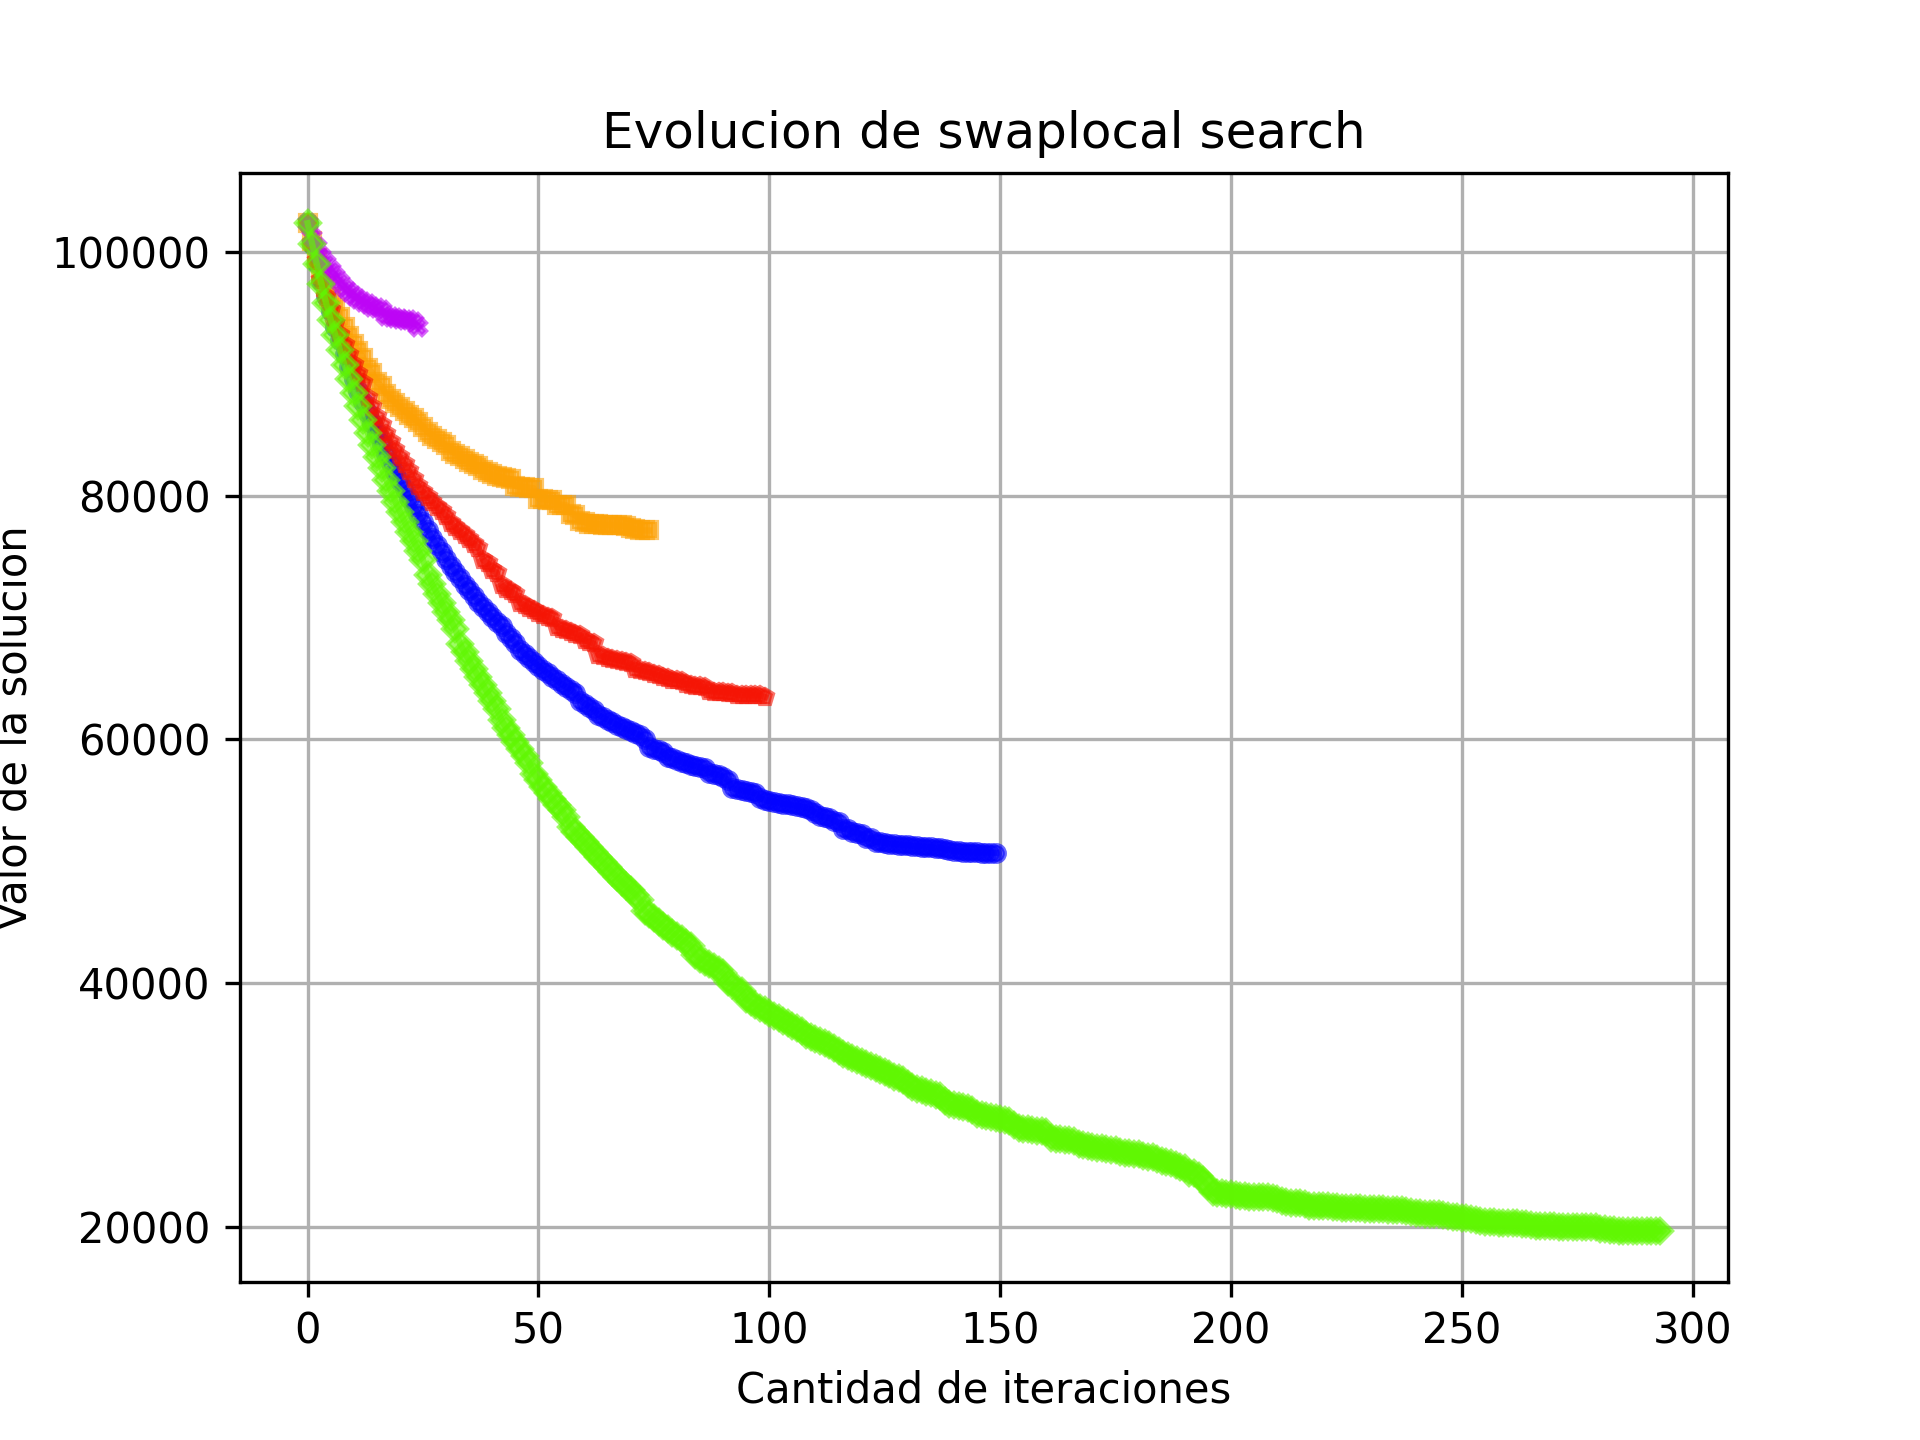 Evolucion de swaplocal search
100000
80000
60000
40000
20000
Valor de la solucion
0 50 100 150 200 250 300
Cantidad de iteraciones